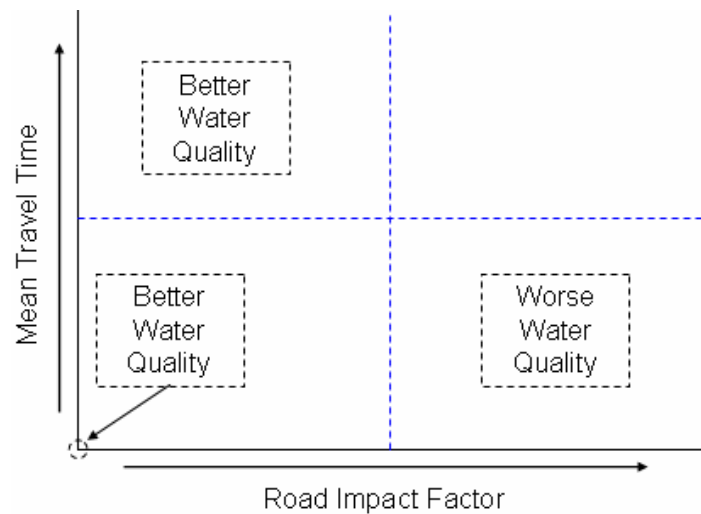 Mean Travel Time
Better
Water
Quality
Better
Water
Quality
Worse
Water
Quality
Road Impact Factor